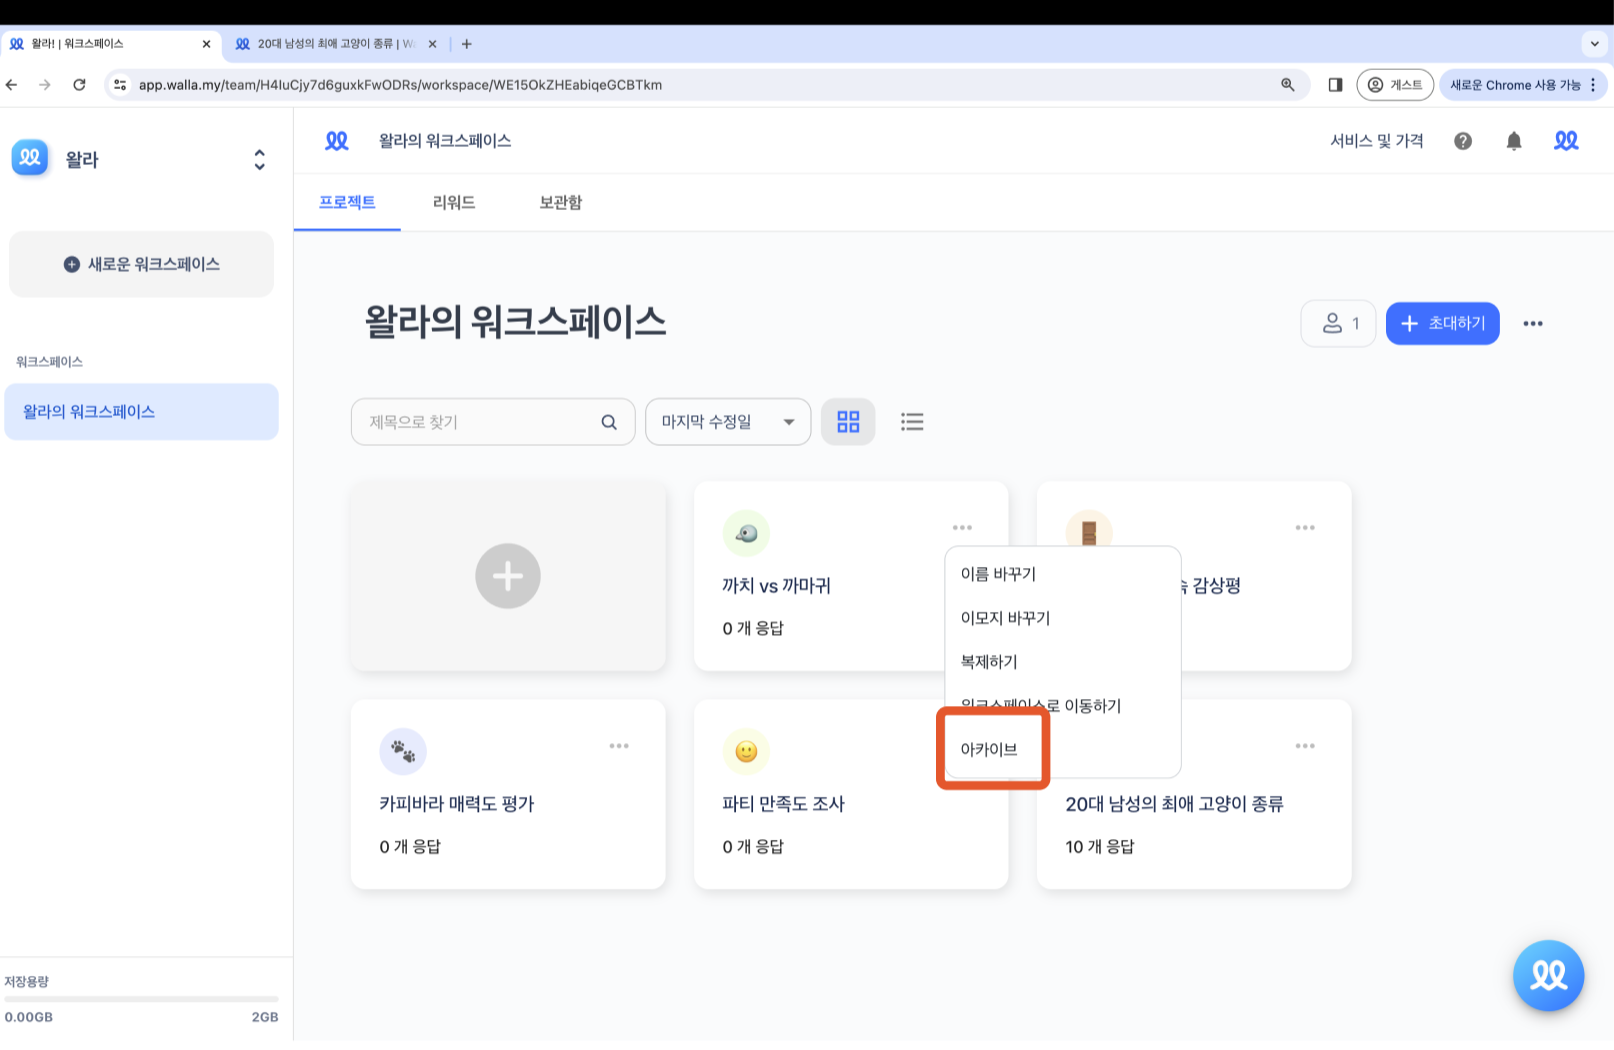 왈라! | 워크스페이스
20대 남성의 최애 고양이 종류 | W
app.walla.my/team/H4IuCjy7d6guxkFwODRs/workspace/WE15OkZHEabiqeGCBTkm
게스트
새로운 Chrome 사용 가능
왈라
왈라의 워크스페이스
서비스 및 가격
프로젝트
리워드
보관함
새로운 워크스페이스
워크스페이스
왈라의 워크스페이스
왈라의 워크스페이스
1
초대하기
제목으로 찾기
마지막 수정일
까치 vs 까마귀
0 개 응답
이름 바꾸기
이모지 바꾸기
복제하기
워크스페이스로 이동하기
아카이브
감상평
카피바라 매력도 평가
0 개 응답
파티 만족도 조사
0 개 응답
20대 남성의 최애 고양이 종류
10 개 응답
저장용량
0.00GB
2GB